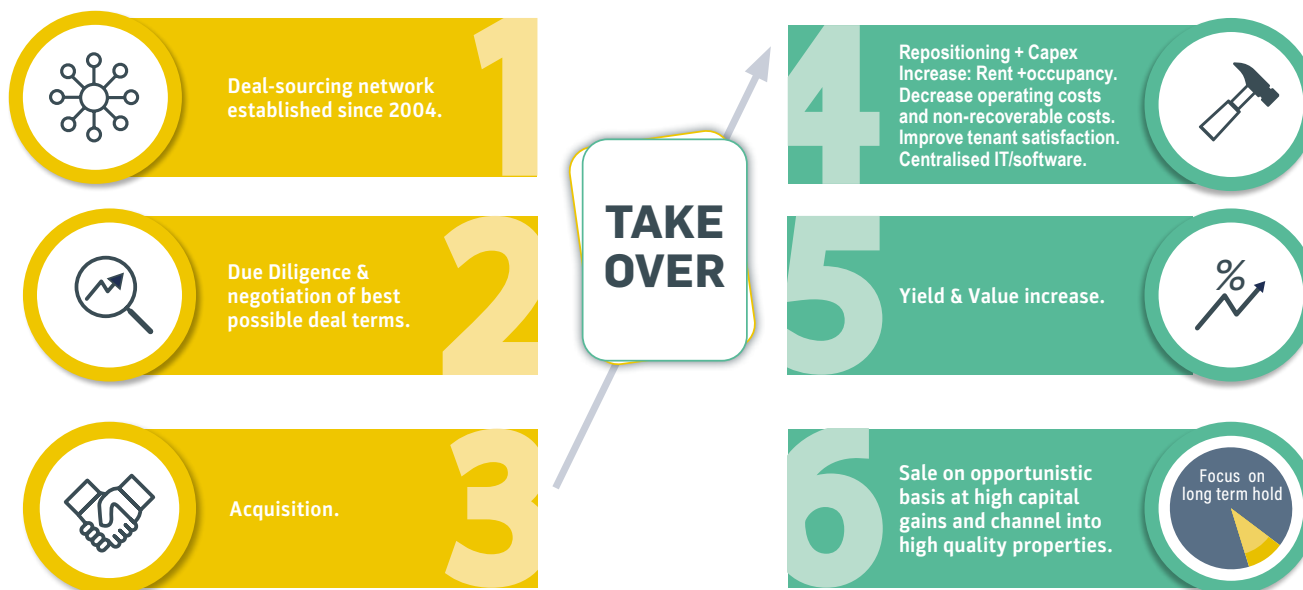 1
Deal-sourcing network
established since 2004.
2
Due Diligence &
negotiation of best
possible deal terms.
3
Acquisition.
TAKE
OVER
4
Repositioning + Capex
Increase: Rent +occupancy.
Decrease operating costs
and non-recoverable costs.
Improve tenant satisfaction.
Centralised IT/software.
5
Yield & Value increase.
%
6
Sale on opportunistic
basis at high capital
gains and channel into
high quality properties.
Focus on
long term hold